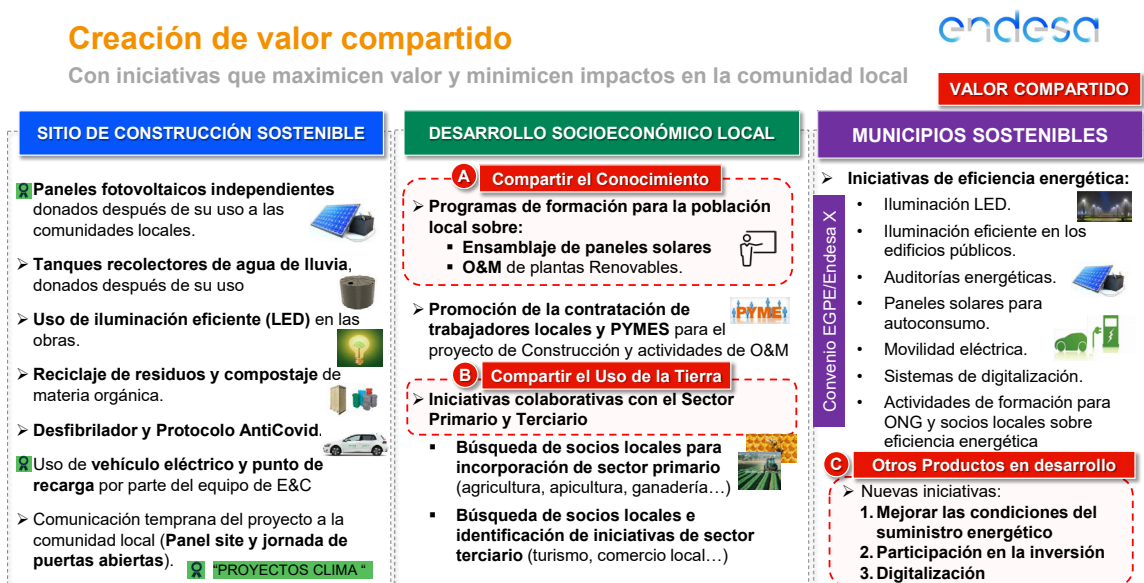 Creación de valor compartido
endesa
Con iniciativas que maximicen valor y minimicen impactos en la comunidad local
VALOR COMPARTIDO
SITIO DE CONSTRUCCIÓN SOSTENIBLE
Paneles fotovoltaicos independientes
donados después de su uso a las
comunidades locales.
Tanques recolectores de agua de lluvia,
donados después de su uso
Uso de iluminación eficiente (LED) en las
obras.
Reciclaje de residuos y compostaje de
materia orgánica.
Desfibrilador y Protocolo AntiCovid.
Uso de vehículo eléctrico y punto de
recarga por parte del equipo de E&C
Comunicación temprana del proyecto a la
comunidad local (Panel site y jornada de
puertas abiertas).
"PROYECTOS CLIMA "
DESARROLLO SOCIOECONÓMICO LOCAL
A Compartir el Conocimiento
Programas de formación para la población
local sobre:
▪ Ensamblaje de paneles solares
▪ O&M de plantas Renovables.
Promoción de la contratación de
trabajadores locales y PYMES para el
proyecto de Construcción y actividades de O&M
PYME
B Compartir el Uso de la Tierra
Iniciativas colaborativas con el Sector
Primario y Terciario
▪ Búsqueda de socios locales para
incorporación de sector primario
(agricultura, apicultura, ganadería…)
▪ Búsqueda de socios locales e
identificación de iniciativas de sector
terciario (turismo, comercio local…)
MUNICIPIOS SOSTENIBLES
Iniciativas de eficiencia energética:
Convenio EGPE/Endesa X
• Iluminación LED.
• Iluminación eficiente en los
edificios públicos.
• Auditorías energéticas.
• Paneles solares para
autoconsumo.
• Movilidad eléctrica.
• Sistemas de digitalización.
• Actividades de formación para
ONG y socios locales sobre
eficiencia energética
C Otros Productos en desarrollo
Nuevas iniciativas:
1. Mejorar las condiciones del
suministro energético
2. Participación en la inversión
3. Digitalización